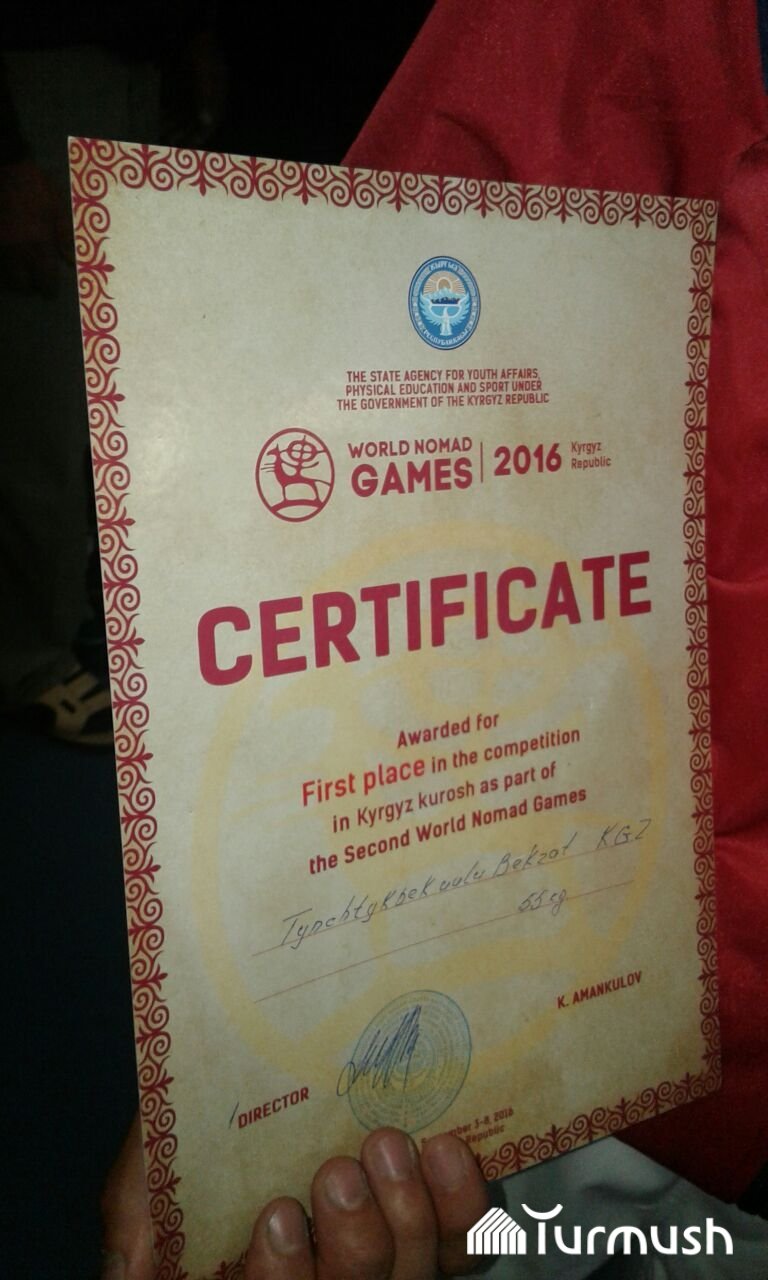 THE STATE AGENCY FOR YOUTH AFFAIRS,
PHYSICAL EDUCATION AND SPORT UNDER
THE GOVERNMENT OF THE KYRGYZ REPUBLIC
WORLD NOMAD
GAMES
2016
Kyrgyz
Republic
CERTIFICATE
Awarded for
First place in the competition
in Kyrgyz kurosh as part of
the Second World Nomad Games
Tynchtykbek uulu Bekzat KGZ
55
K. AMANKULOV
DIRECTOR
3-8, 2016
Republic
Turmush